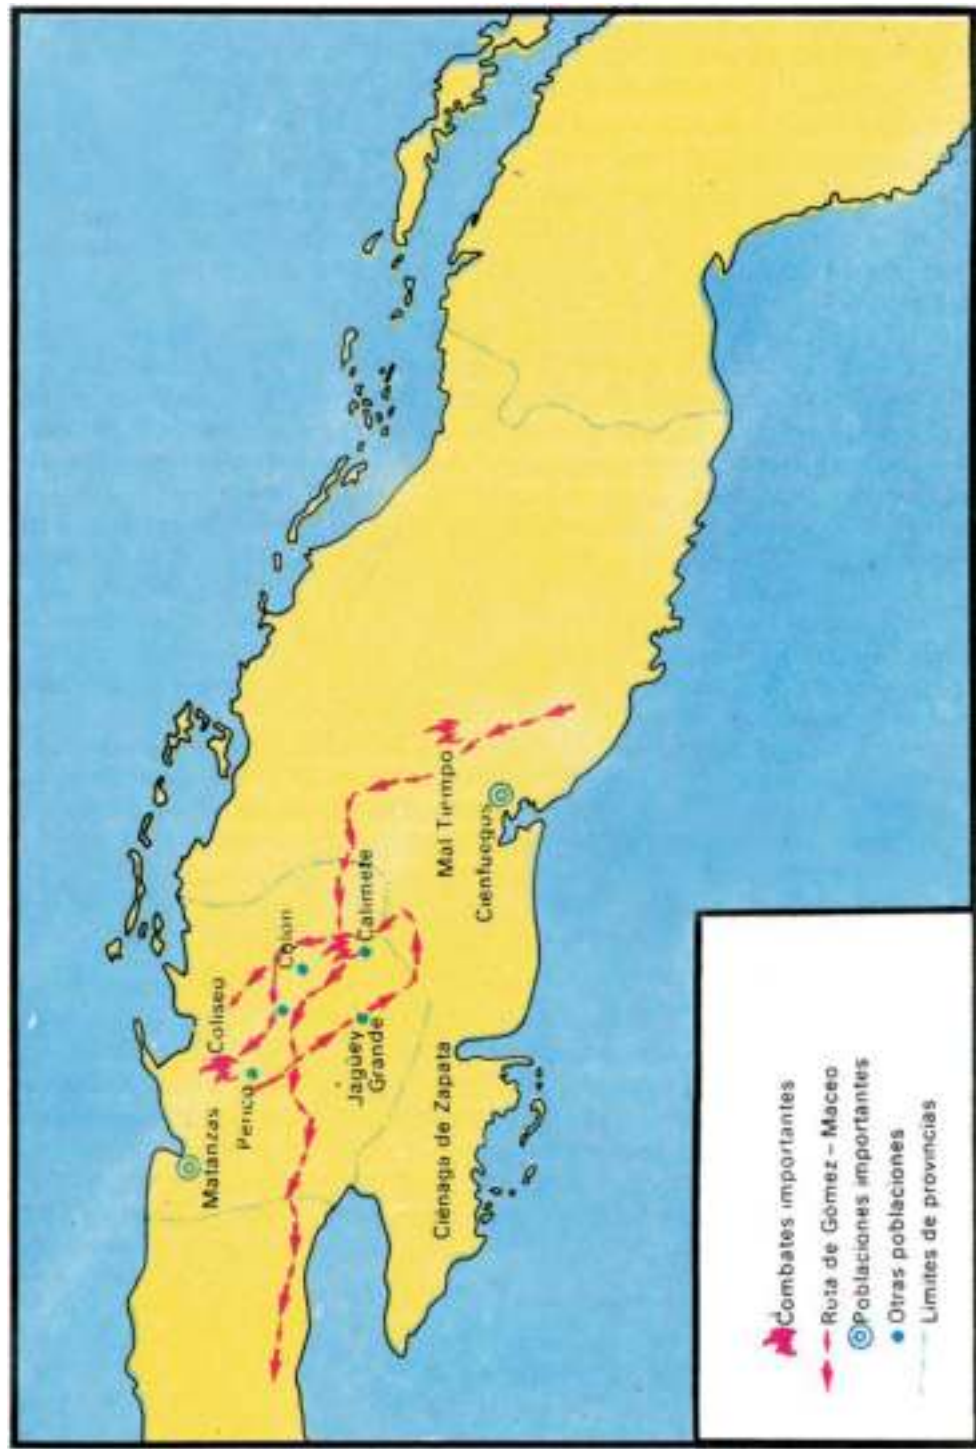 Matanzas
Coliseo
Perico
Colón
Jagüey
Grande
Calimete
Mal Tiempo
Cienfuegos
Ciénaga de Zapata
Combates importantes
Ruta de Gómez – Maceo
Poblaciones importantes
Otras poblaciones
Límites de provincias